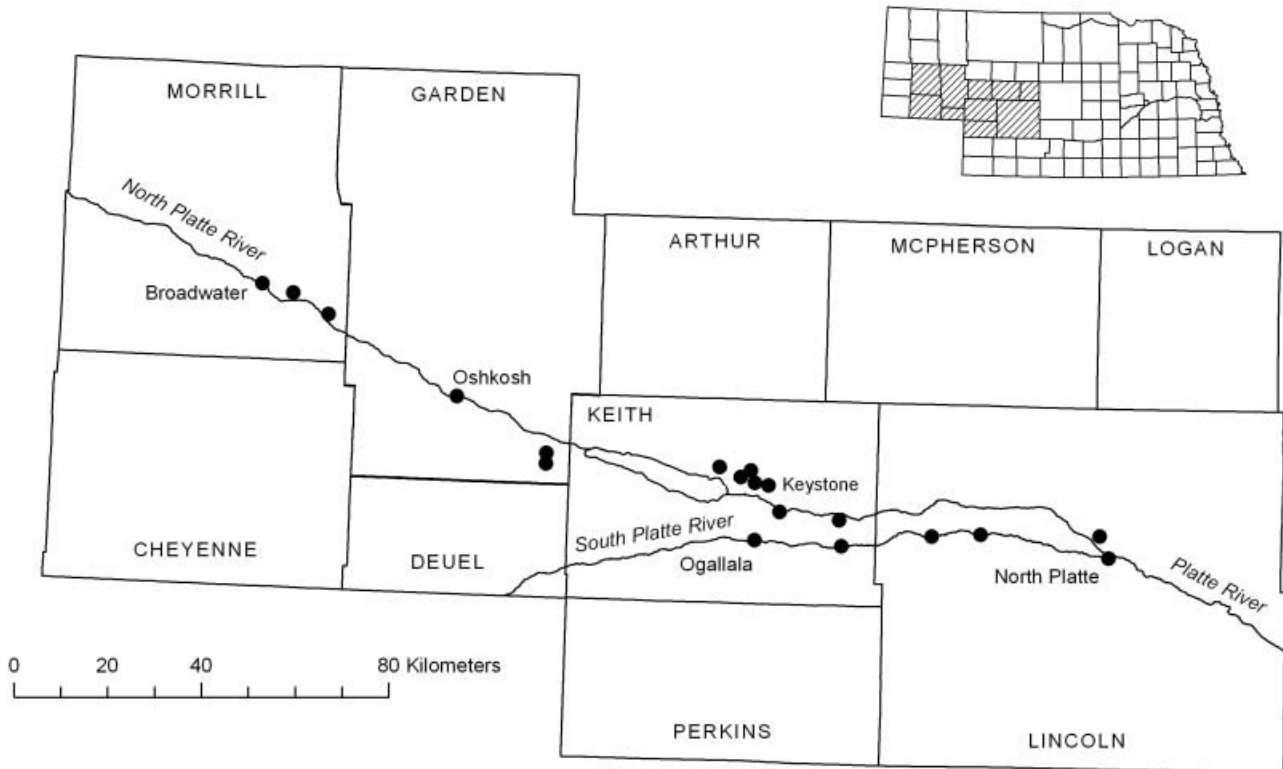 MORRILL
GARDEN
North Platte River
ARTHUR
MCPHERSON
LOGAN
Broadwater
Oshkosh
KEITH
Keystone
South Platte River
CHEYENNE
DEUEL
Ogallala
North Platte
Platte River
0 20 40 80 Kilometers
PERKINS
LINCOLN